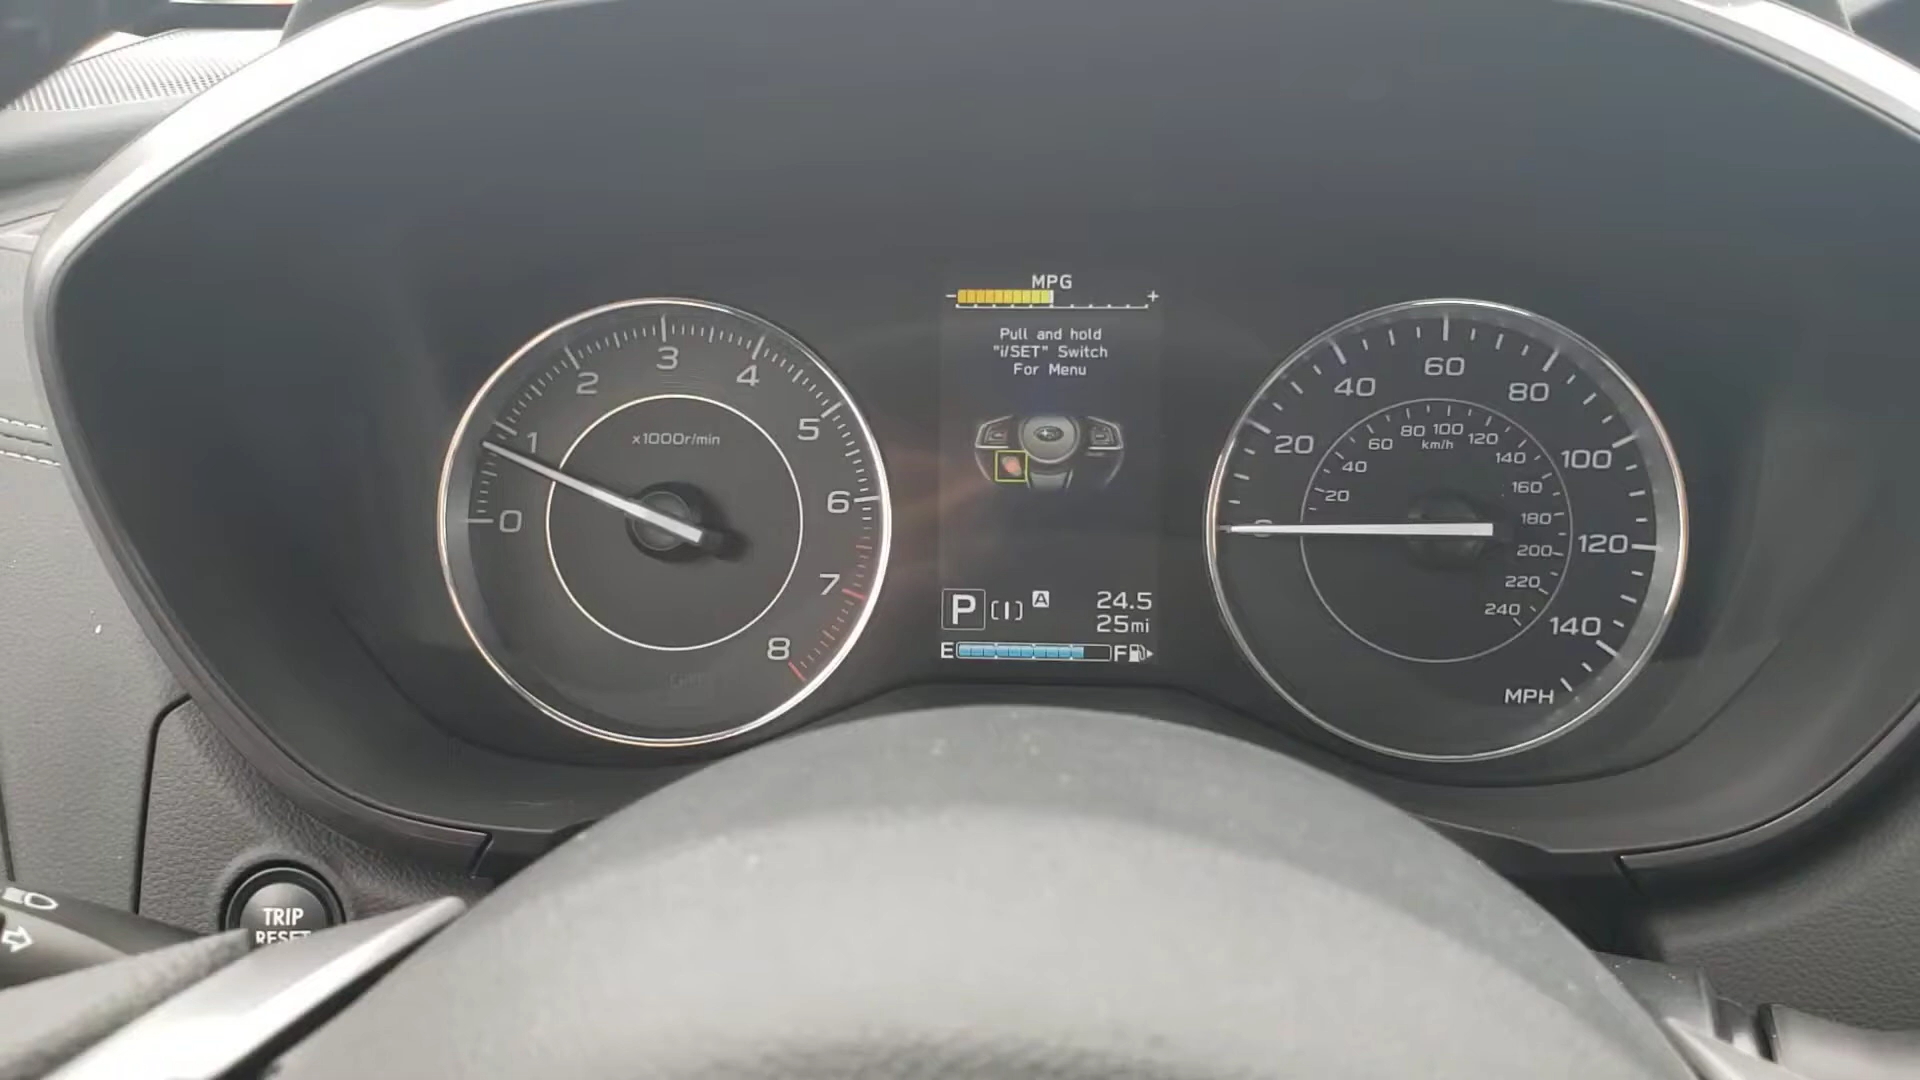 MPG
- +
Pull and hold
"i/SET" Switch
For Menu
0
1
2
3
4
5
6
7
8
x1000r/min
P A 24.5
25mi
E F
20
40
60
80
100
120
140
MPH
20
40
60
80
100
120
140
160
180
200
220
240
km/h
TRIP
RESET